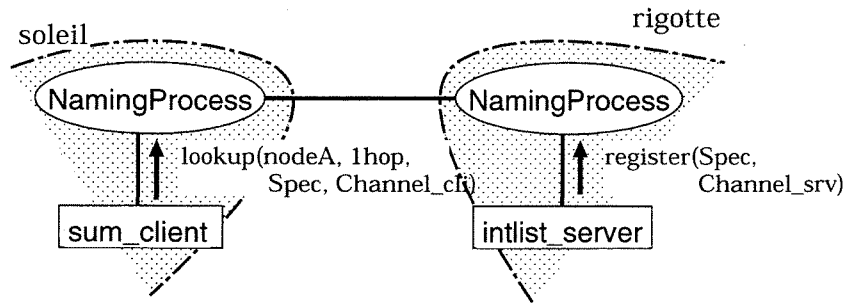 soleil
rigotte
NamingProcess
NamingProcess
lookup(nodeA, 1hop,
Spec, Channel_cli)
register(Spec,
Channel_srv)
sum_client
intlist_server